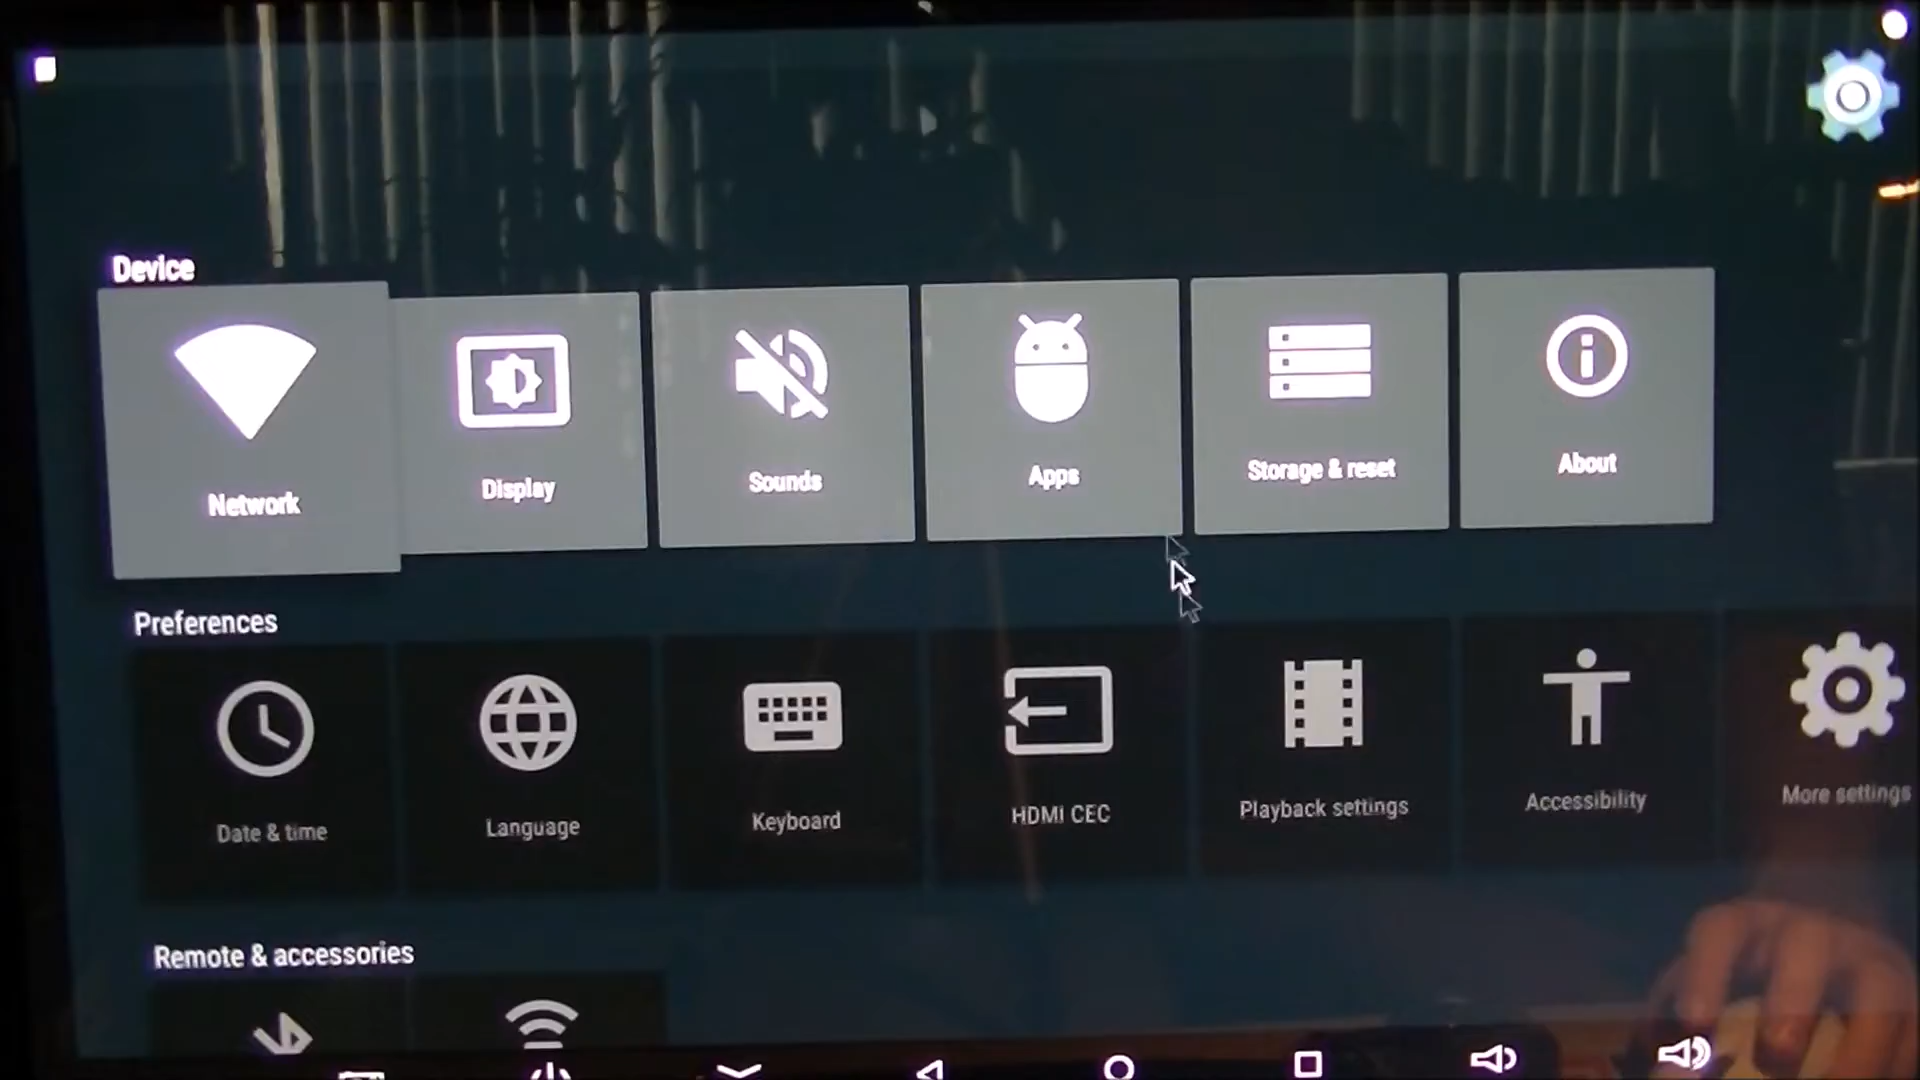 Device
Network
Display
Sounds
Apps
Storage & reset
About
Preferences
Date & time
Language
Keyboard
HDMI CEC
Playback settings
Accessibility
More settings
Remote & accessories